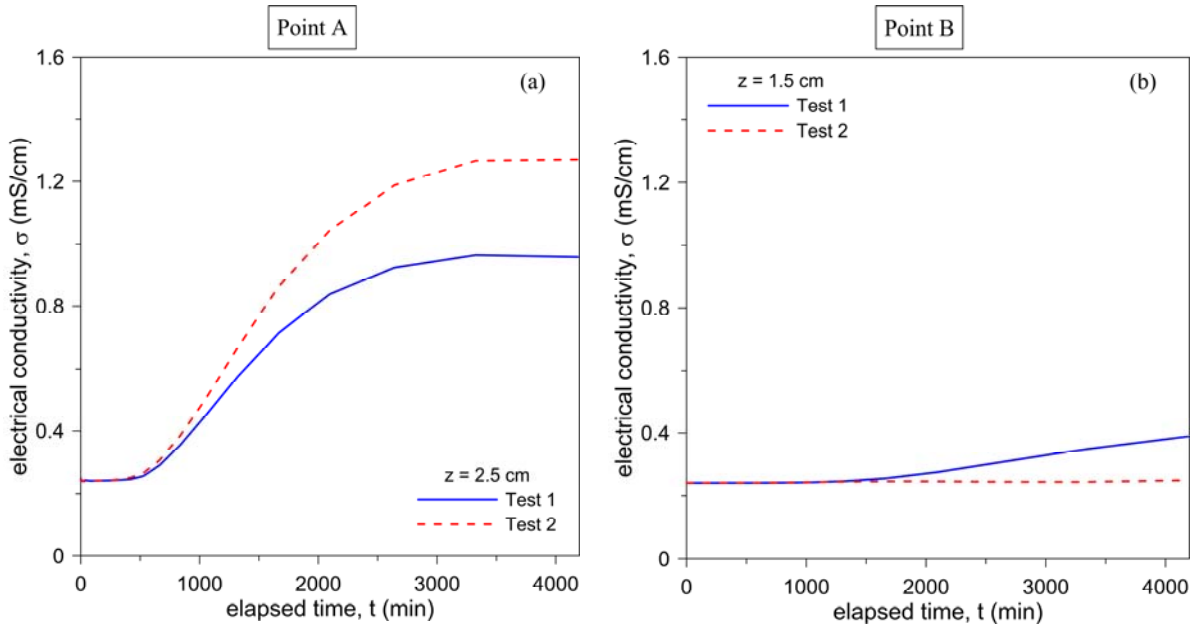 Point A
(a)
1.6
1.2
0.8
0.4
0
electrical conductivity, σ (mS/cm)
z = 2.5 cm
Test 1
Test 2
0 1000 2000 3000 4000
elapsed time, t (min)
Point B
(b)
z = 1.5 cm
Test 1
Test 2
1.6
1.2
0.8
0.4
0
electrical conductivity, σ (mS/cm)
0 1000 2000 3000 4000
elapsed time, t (min)